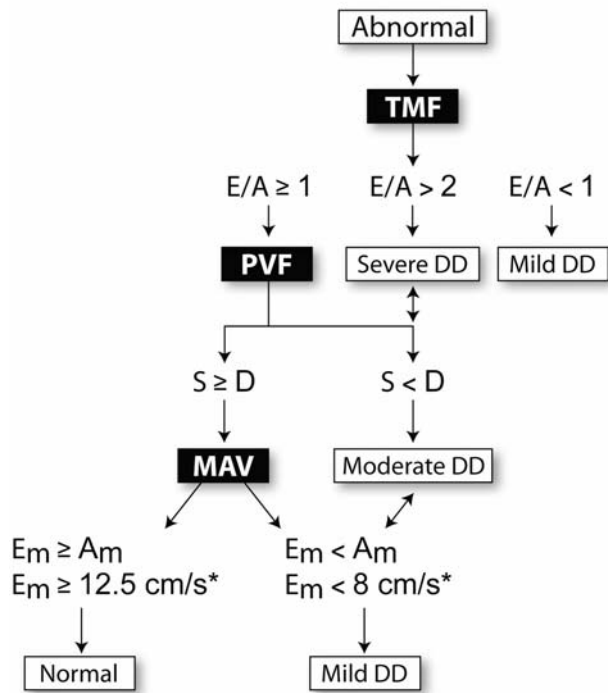 Abnormal
TMF
E/A ≥ 1
E/A > 2
E/A < 1
PVF
Severe DD
Mild DD
S ≥ D
S < D
MAV
Moderate DD
Em ≥ Am
Em ≥ 12.5 cm/s*
Em < Am
Em < 8 cm/s*
Normal
Mild DD